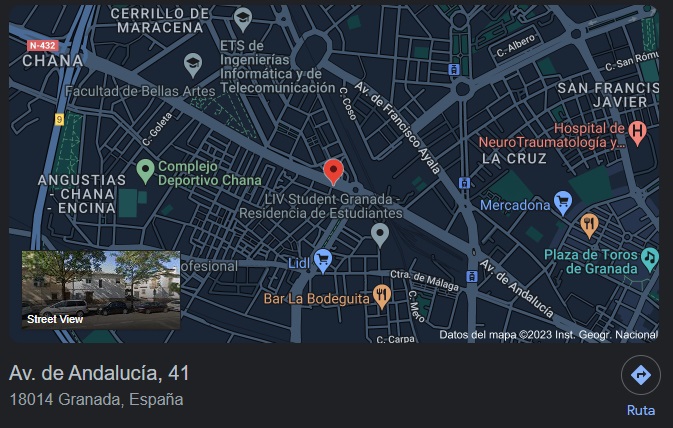 CERRILLO DE
MARACENA
N-432
CHANA
ETS de
Ingenierías
Informática y de
Telecomunicación
Facultad de Bellas Artes
C. Goleta
C. Coso
Av. de Francisco Ayala
C. Albero
C. San Rómu
SAN FRANCIS
JAVIER
Hospital de
NeuroTraumatología y...
LA CRUZ
9
Complejo
Deportivo Chana
ANGUSTIAS
- CHANA
- ENCINA
LIV Student Granada -
Residencia de Estudiantes
Mercadona
Plaza de Toros
de Granada
Lidl
ofesional
Bar La Bodeguita
Ctra. de Málaga
C. Mero
Av. de Andalucía
C. Carpa
Street View
Datos del mapa ©2023 Inst. Geogr. Nacional
Av. de Andalucía, 41
18014 Granada, España
Ruta